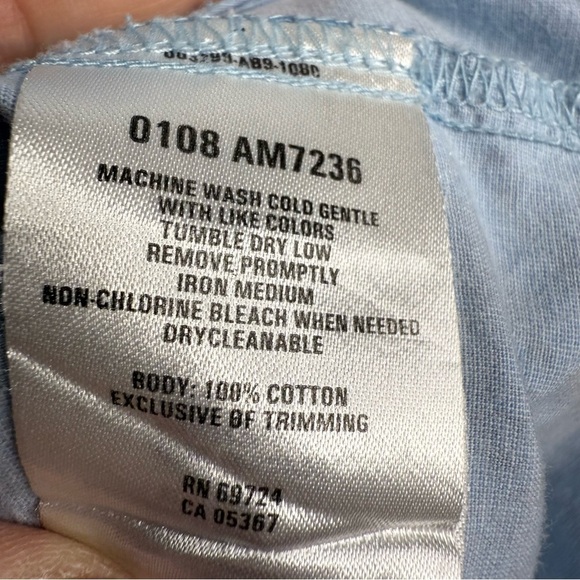 0108 AM7236
MACHINE WASH COLD GENTLE
WITH LIKE COLORS
TUMBLE DRY LOW
REMOVE PROMPTLY
IRON MEDIUM
NON-CHLORINE BLEACH WHEN NEEDED
DRYCLEANABLE
BODY: 100% COTTON
EXCLUSIVE OF TRIMMING
RN 69724
CA 05367